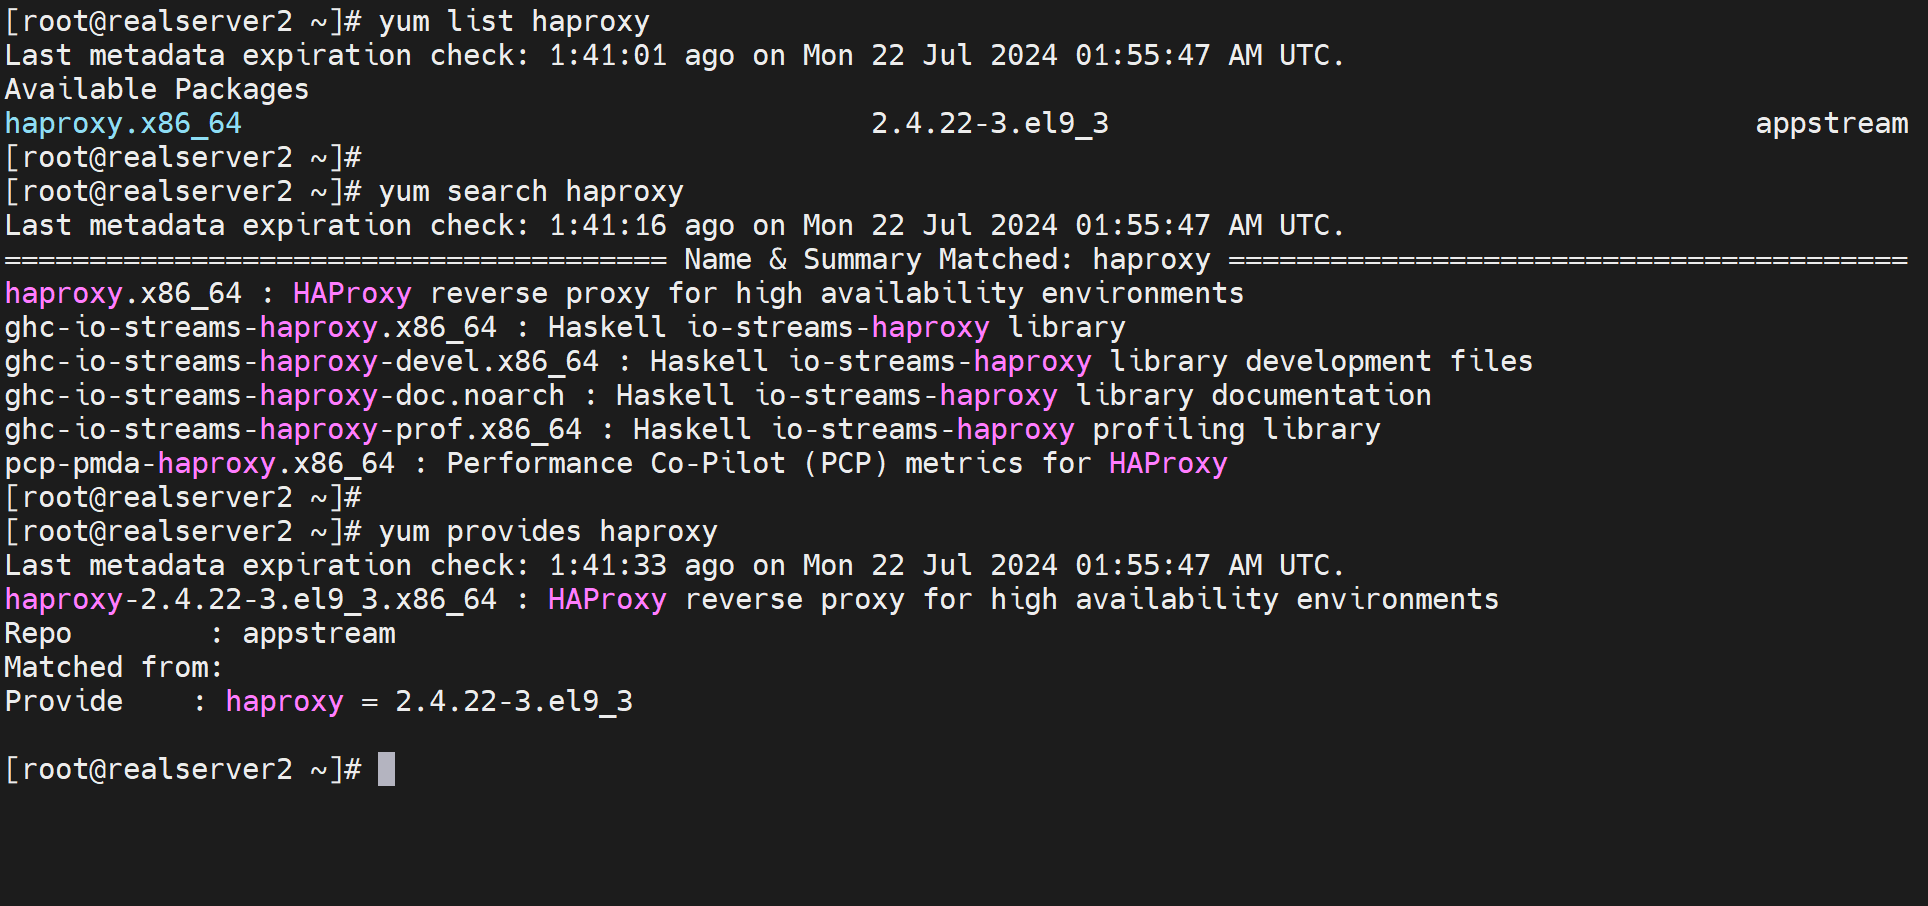 [root@realserver2 ~]# yum list haproxy
Last metadata expiration check: 1:41:01 ago on Mon 22 Jul 2024 01:55:47 AM UTC.
Available Packages
haproxy.x86_64                                     2.4.22-3.el9_3                                      appstream
[root@realserver2 ~]#
[root@realserver2 ~]# yum search haproxy
Last metadata expiration check: 1:41:16 ago on Mon 22 Jul 2024 01:55:47 AM UTC.
======================================= Name & Summary Matched: haproxy ========================================
haproxy.x86_64 : HAProxy reverse proxy for high availability environments
ghc-io-streams-haproxy.x86_64 : Haskell io-streams-haproxy library
ghc-io-streams-haproxy-devel.x86_64 : Haskell io-streams-haproxy library development files
ghc-io-streams-haproxy-doc.noarch : Haskell io-streams-haproxy library documentation
ghc-io-streams-haproxy-prof.x86_64 : Haskell io-streams-haproxy profiling library
pcp-pmda-haproxy.x86_64 : Performance Co-Pilot (PCP) metrics for HAProxy
[root@realserver2 ~]#
[root@realserver2 ~]# yum provides haproxy
Last metadata expiration check: 1:41:33 ago on Mon 22 Jul 2024 01:55:47 AM UTC.
haproxy-2.4.22-3.el9_3.x86_64 : HAProxy reverse proxy for high availability environments
Repo        : appstream
Matched from:
Provide    : haproxy = 2.4.22-3.el9_3

[root@realserver2 ~]#